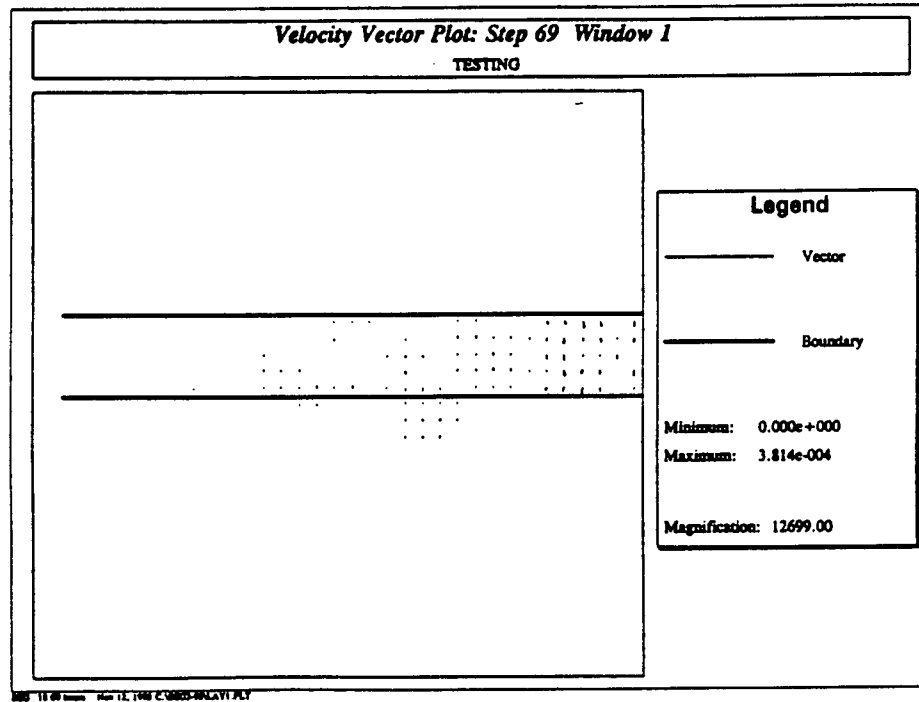 Velocity Vector Plot: Step 69 Window 1
TESTING
Legend
Vector
Boundary
Minimum: 0.000e+000
Maximum: 3.814e-004
Magnification: 12699.00